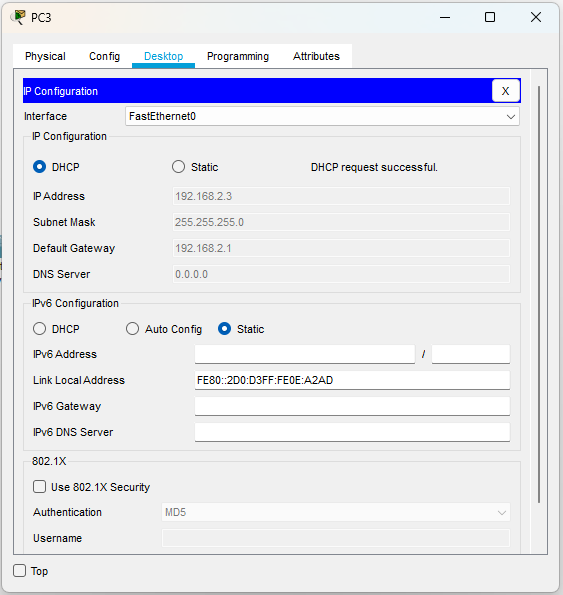 PC3
Physical Config Desktop Programming Attributes
IP Configuration X
Interface FastEthernet0
IP Configuration
DHCP Static DHCP request successful.
IP Address 192.168.2.3
Subnet Mask 255.255.255.0
Default Gateway 192.168.2.1
DNS Server 0.0.0.0
IPv6 Configuration
DHCP Auto Config Static
IPv6 Address /
Link Local Address FE80::2D0:D3FF:FE0E:A2AD
IPv6 Gateway
IPv6 DNS Server
802.1X
Use 802.1X Security
Authentication MD5
Username
Top